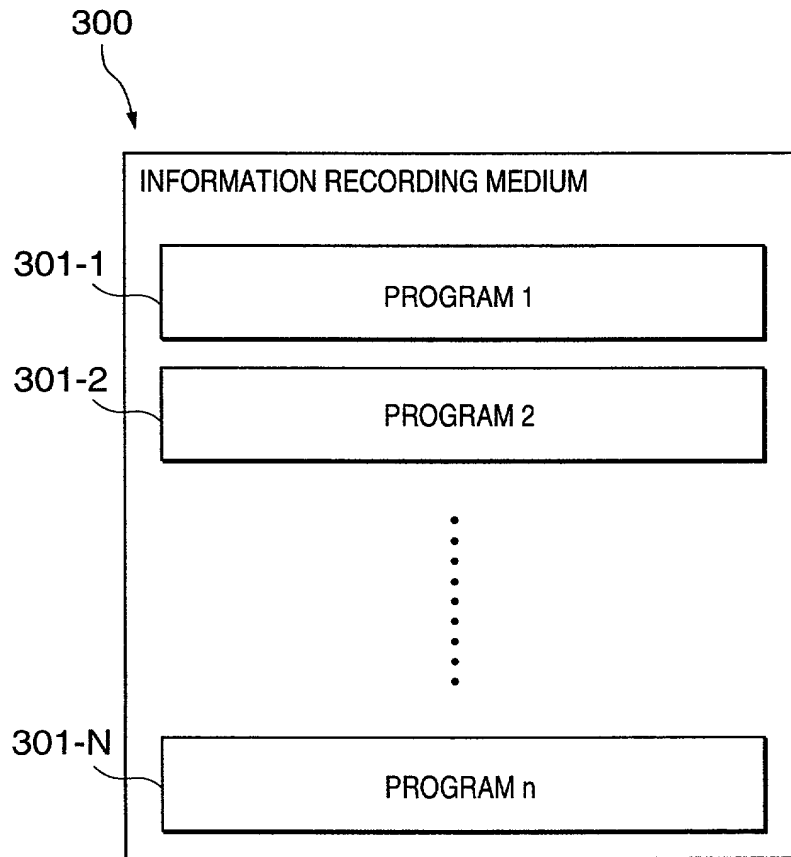 300
INFORMATION RECORDING MEDIUM
301-1
PROGRAM 1
301-2
PROGRAM 2
301-N
PROGRAM n